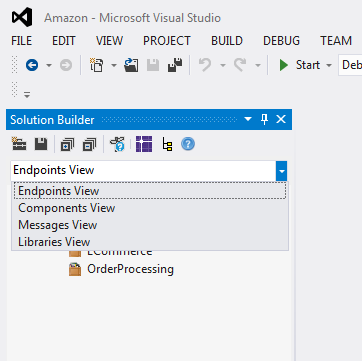 Amazon - Microsoft Visual Studio
FILE EDIT VIEW PROJECT BUILD DEBUG TEAM
Start Deb
Solution Builder
Endpoints View
Endpoints View
Components View
Messages View
Libraries View
ECommerce
OrderProcessing